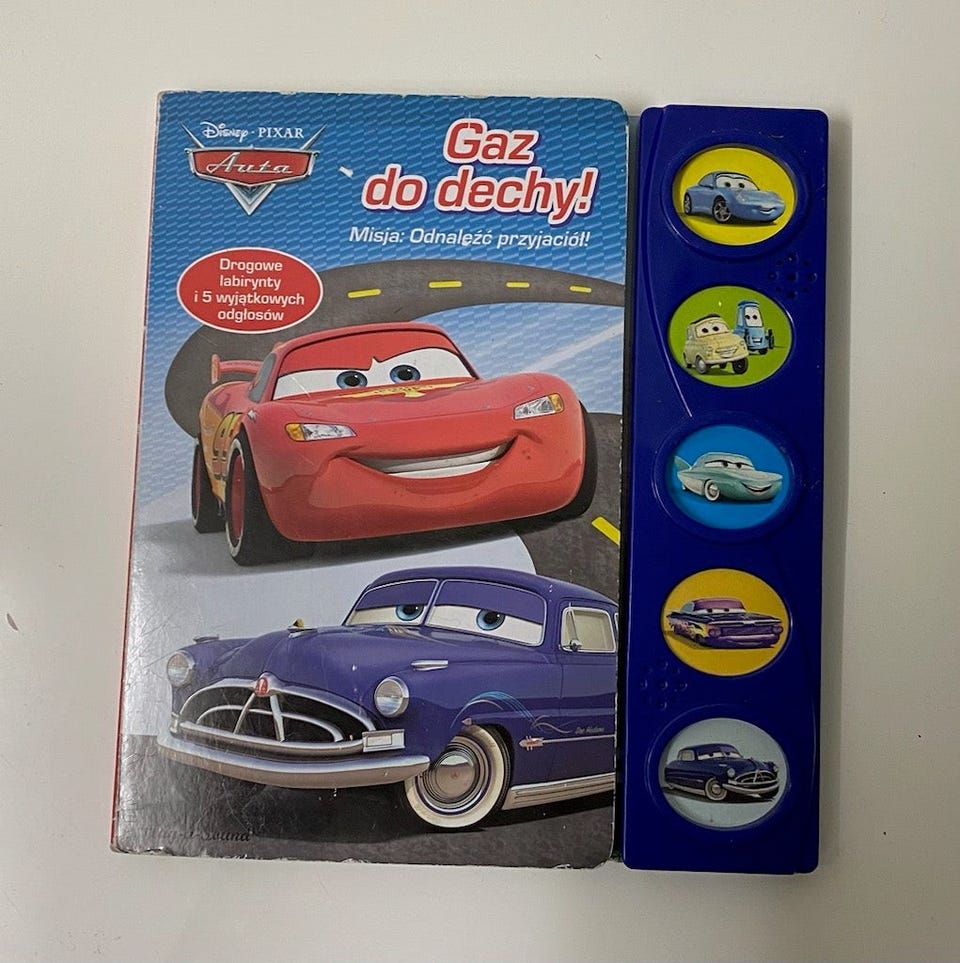 Disney · PIXAR
Auta
Gaz
do dechy!
Misja: Odnaleźć przyjaciół!
Drogowe
labirynty
i 5 wyjątkowych
odgłosów